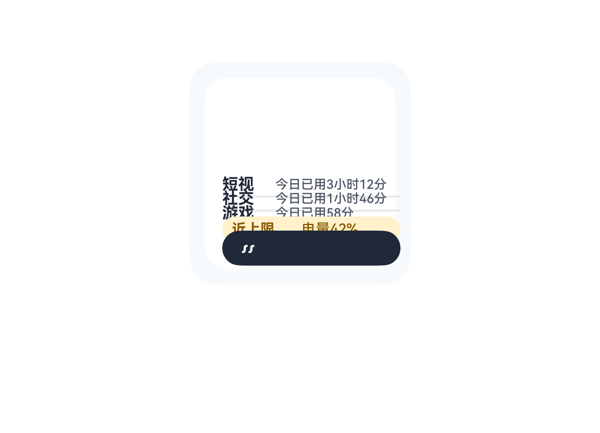 短视 今日已用3小时12分
社交 今日已用1小时46分
游戏 今日已用58分
近上限 电量42%